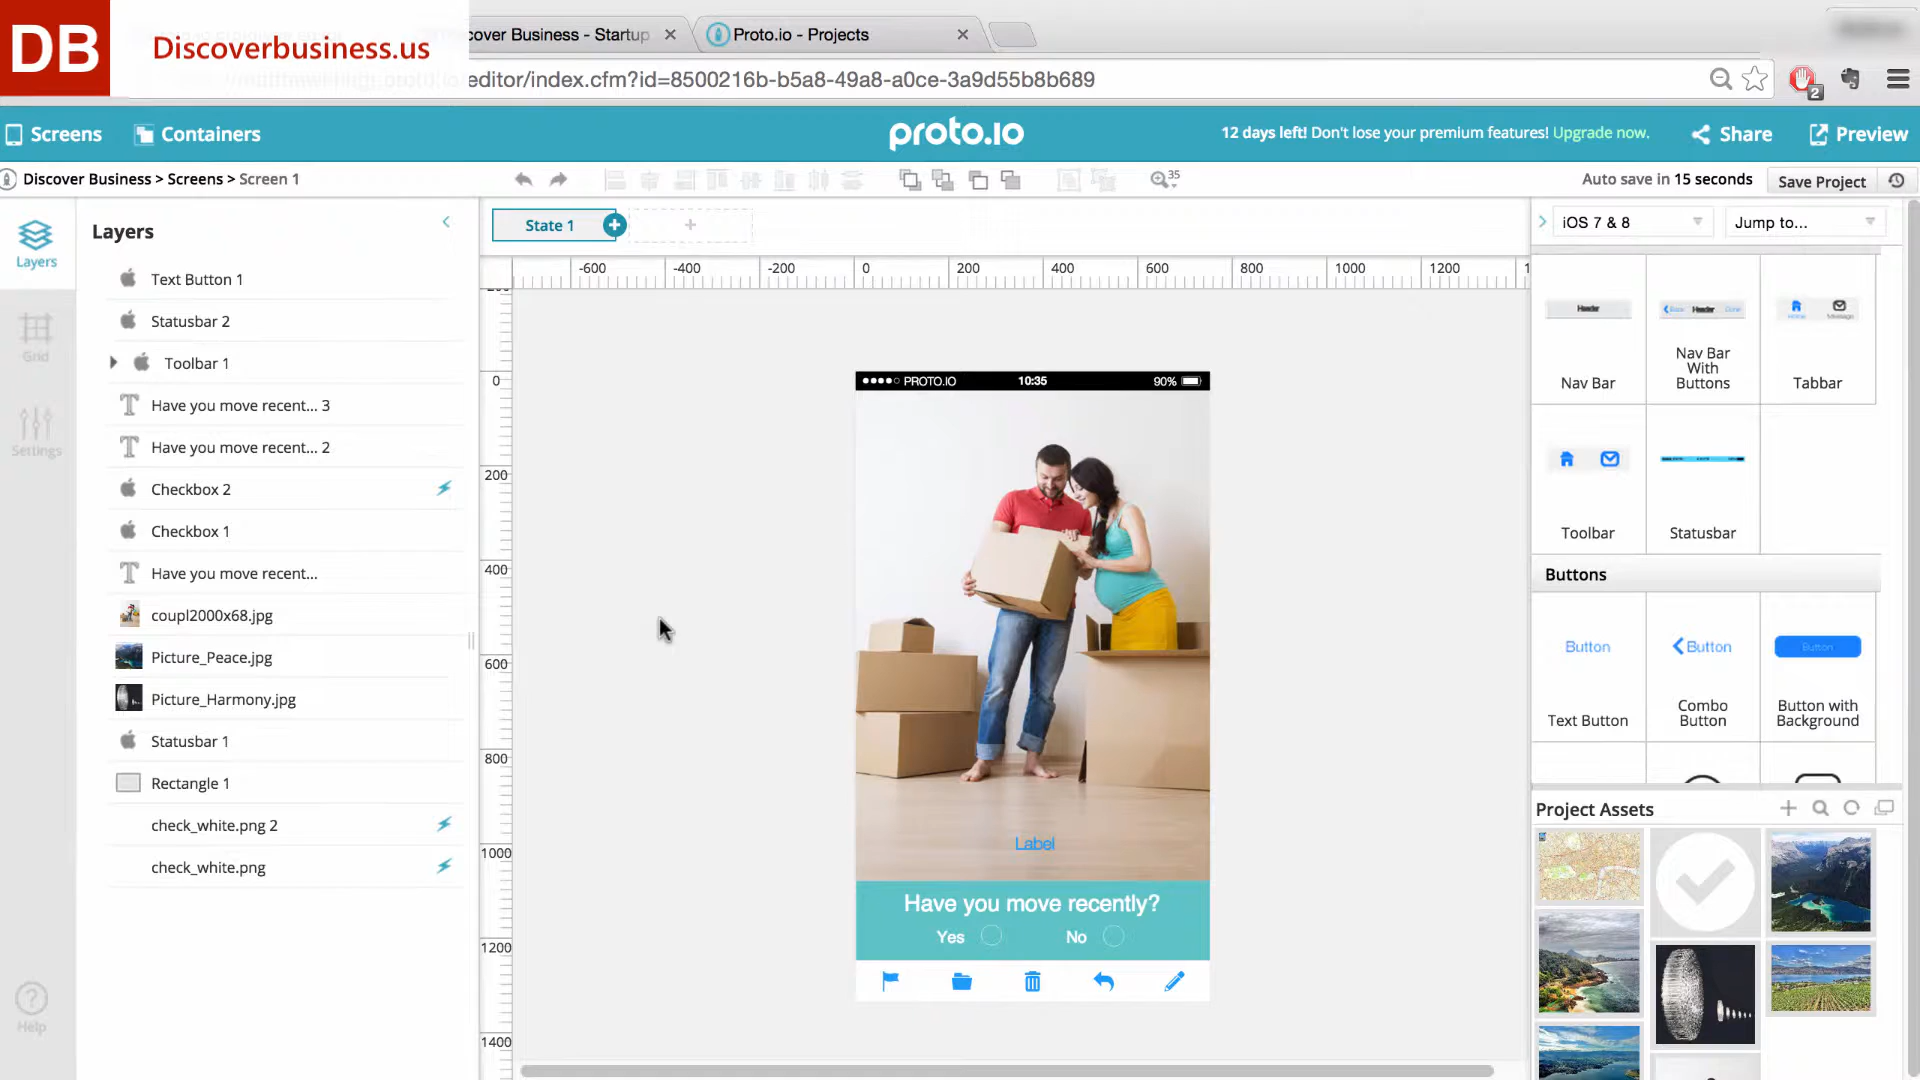 DB
Discoverbusiness.us
cover Business - Startup
Proto.io - Projects
editor/index.cfm?id=8500216b-b5a8-49a8-a0ce-3a9d55b8b689
2
Screens
Containers
proto.io
12 days left! Don't lose your premium features! Upgrade now.
Share
Preview
Discover Business > Screens > Screen 1
35
Auto save in 15 seconds
Save Project
Layers
Grid
Settings
Help
Layers
Text Button 1
Statusbar 2
Toolbar 1
Have you move recent... 3
Have you move recent... 2
Checkbox 2
Checkbox 1
Have you move recent...
coupl2000x68.jpg
Picture_Peace.jpg
Picture_Harmony.jpg
Statusbar 1
Rectangle 1
check_white.png 2
check_white.png
State 1
-600 -400 -200 0 200 400 600 800 1000 1200
0
200
400
600
800
1000
1200
1400
PROTO.IO 10:35 90%
Label
Have you move recently?
Yes No
iOS 7 & 8
Jump to...
Header
Nav Bar
Header
Nav Bar
With
Buttons
Tabbar
Toolbar
Statusbar
Buttons
Button
Text Button
Button
Combo
Button
Button
Button with
Background
Project Assets